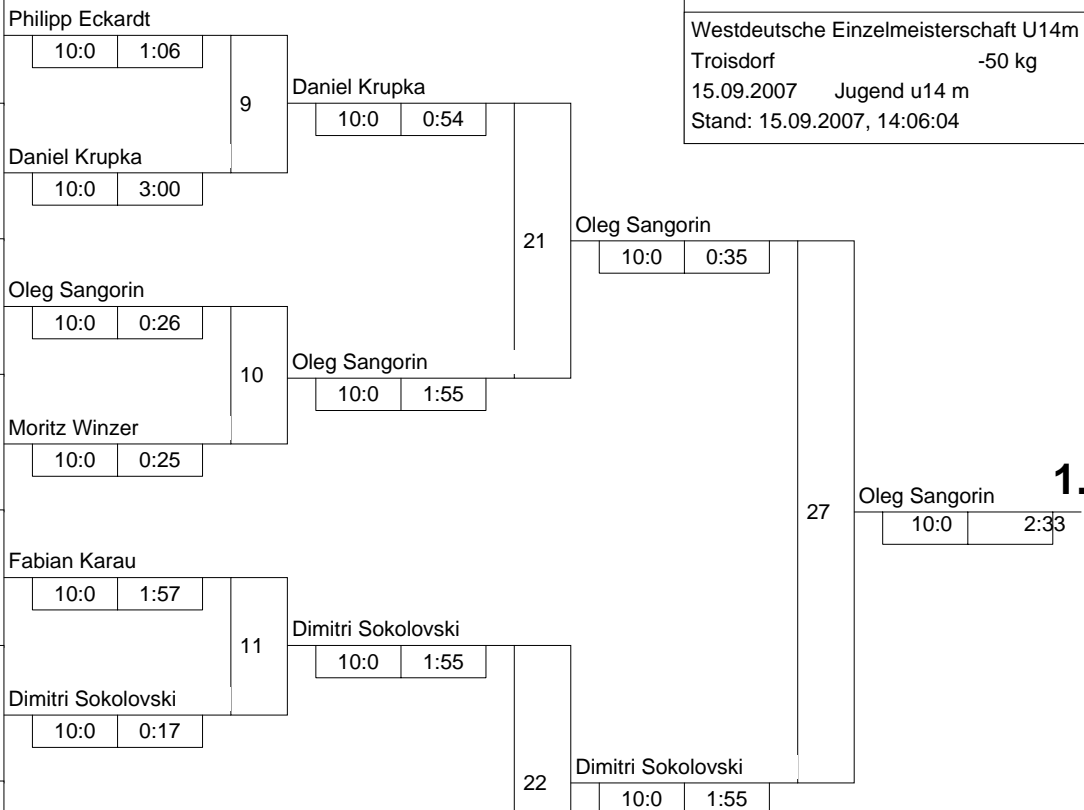 Philipp Eckardt
10:0 1:06
Westdeutsche Einzelmeisterschaft U14m
Troisdorf -50 kg
15.09.2007 Jugend u14 m
Stand: 15.09.2007, 14:06:04
9
Daniel Krupka
10:0 0:54
Daniel Krupka
10:0 3:00
21
Oleg Sangorin
10:0 0:35
Oleg Sangorin
10:0 0:26
10
Oleg Sangorin
10:0 1:55
Moritz Winzer
10:0 0:25
27
Oleg Sangorin 1.
10:0 2:33
Fabian Karau
10:0 1:57
11
Dimitri Sokolovski
10:0 1:55
Dimitri Sokolovski
10:0 0:17
22
Dimitri Sokolovski
10:0 1:55